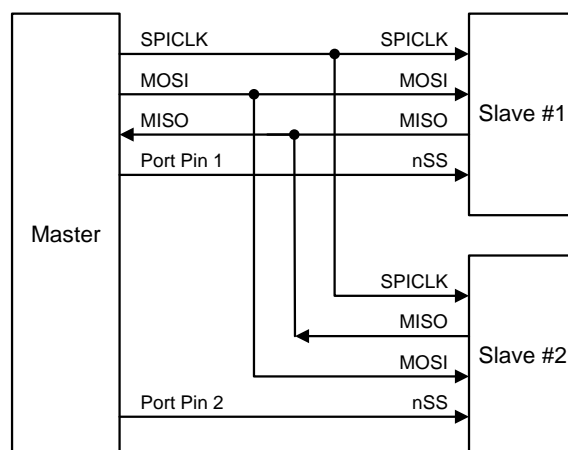 SPICLK SPICLK
MOSI MOSI
Slave #1
MISO MISO
Port Pin 1 nSS
Master
SPICLK
MISO
Slave #2
MOSI
Port Pin 2 nSS